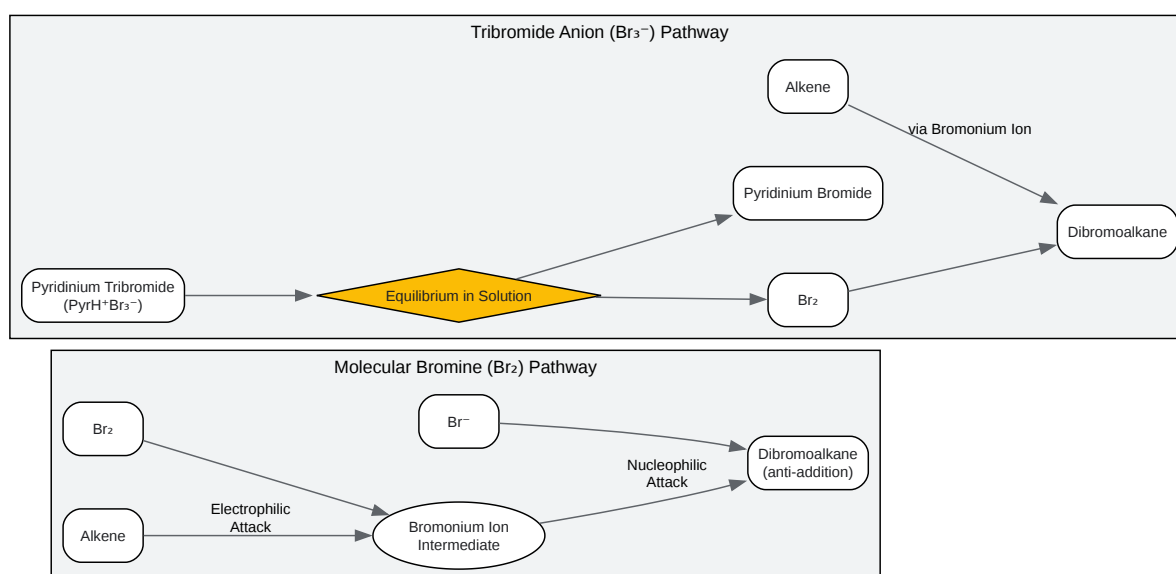 Tribromide Anion (Br₃⁻) Pathway
Alkene
via Bromonium Ion
Pyridinium Bromide
Dibromoalkane
Pyridinium Tribromide
(PyrH⁺Br₃⁻)
Equilibrium in Solution
Br₂
Molecular Bromine (Br₂) Pathway
Br₂
Br⁻
Dibromoalkane
(anti-addition)
Nucleophilic
Attack
Electrophilic
Attack
Alkene
Bromonium Ion
Intermediate